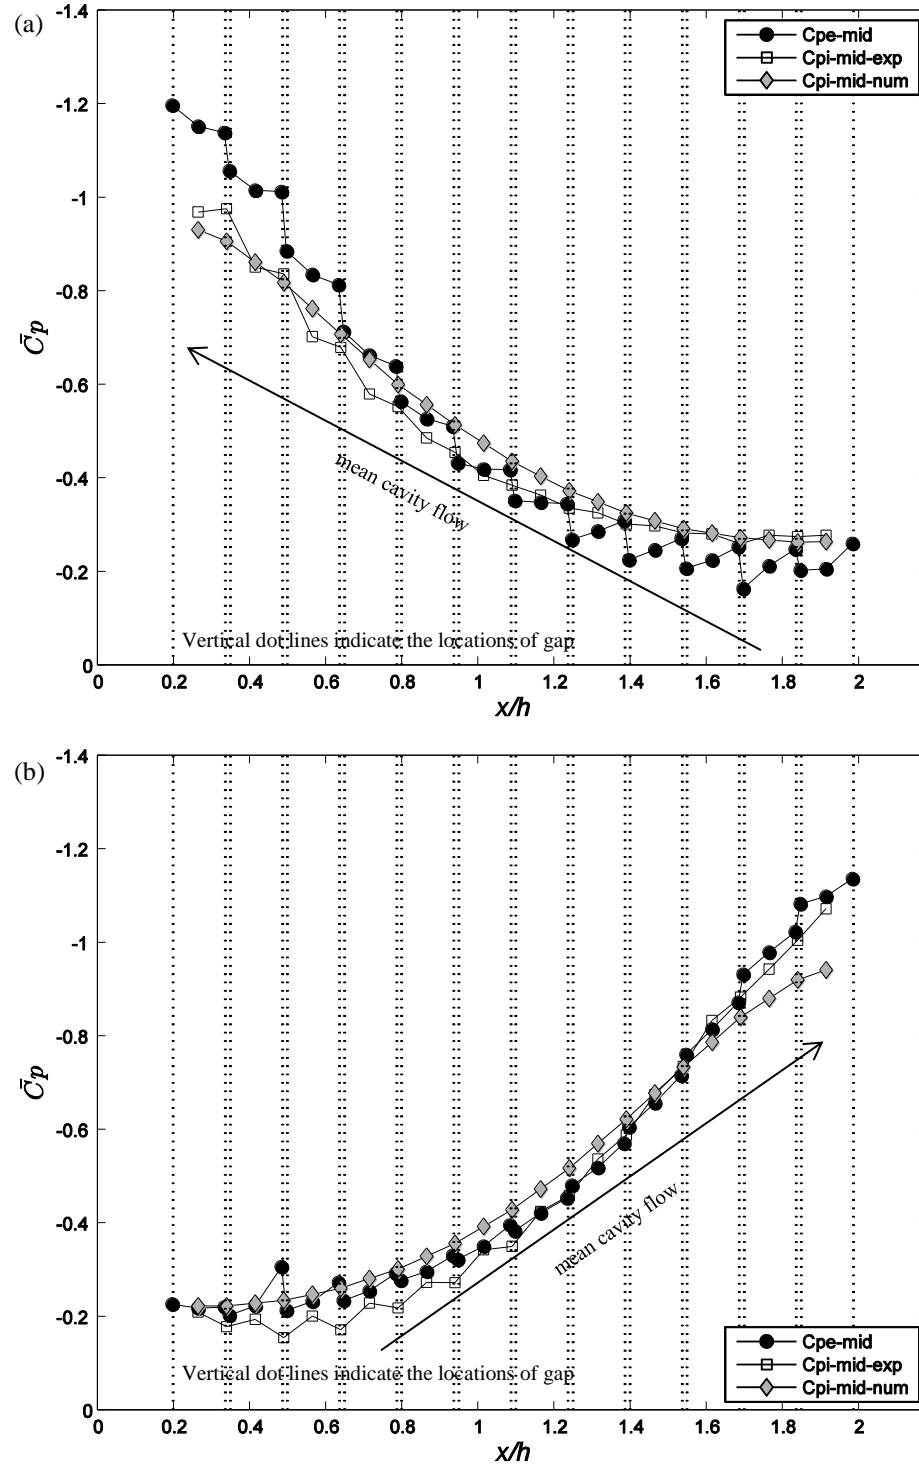 (a)
-1.4
-1.2
-1
-0.8
-0.6
-0.4
-0.2
0
C̄p
Cpe-mid
Cpi-mid-exp
Cpi-mid-num
mean cavity flow
Vertical dot lines indicate the locations of gap
0 0.2 0.4 0.6 0.8 1 1.2 1.4 1.6 1.8 2
x/h
(b)
-1.4
-1.2
-1
-0.8
-0.6
-0.4
-0.2
0
C̄p
mean cavity flow
Cpe-mid
Cpi-mid-exp
Cpi-mid-num
Vertical dot lines indicate the locations of gap
0 0.2 0.4 0.6 0.8 1 1.2 1.4 1.6 1.8 2
x/h